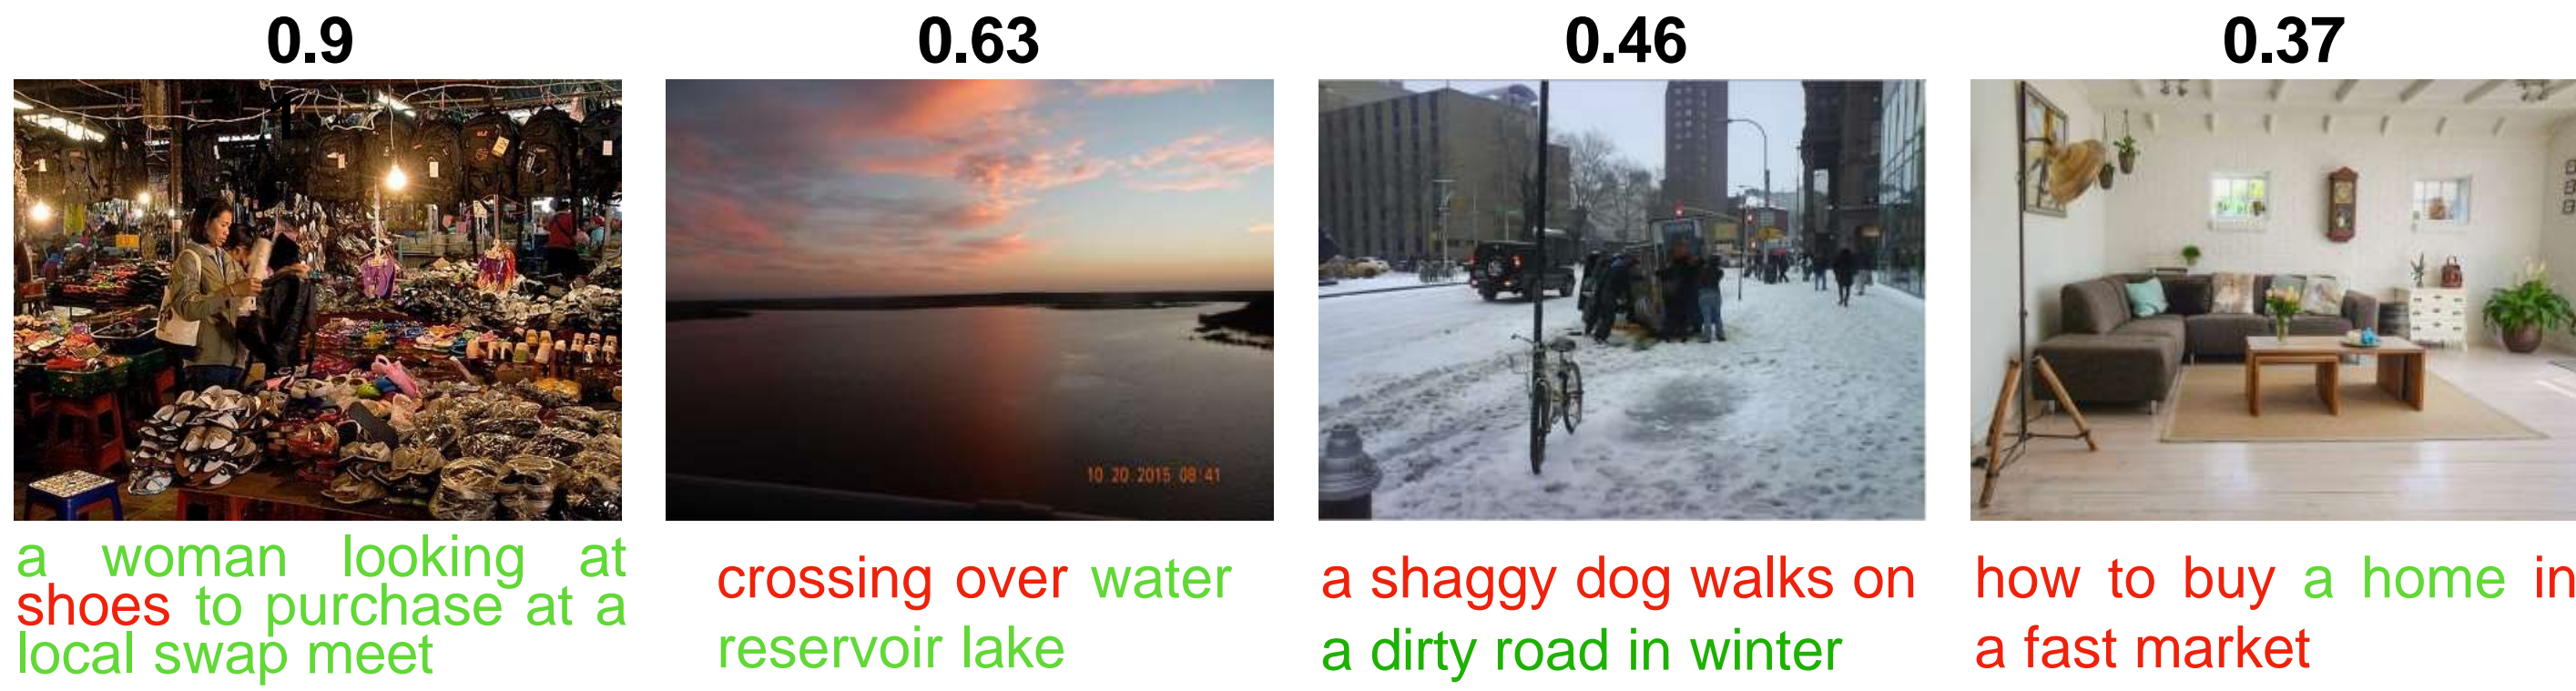 0.9
1
0.63
0.46
0.37
10 20 2015 08:41
a woman looking at
shoes to purchase at a
local swap meet
crossing over water
reservoir lake
a shaggy dog walks on
a dirty road in winter
how to buy a home in
a fast market